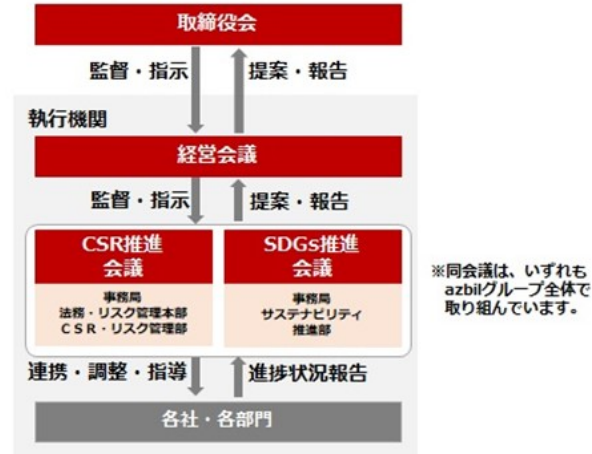 取締役会
監督・指示
提案・報告
執行機関
経営会議
監督・指示
提案・報告
CSR推進
会議
事務局
法務・リスク管理本部
CSR・リスク管理部
SDGs推進
会議
事務局
サステナビリティ
推進部
※同会議は、いずれも
azbilグループ全体で
取り組んでいます。
連携・調整・指導
進捗状況報告
各社・各部門